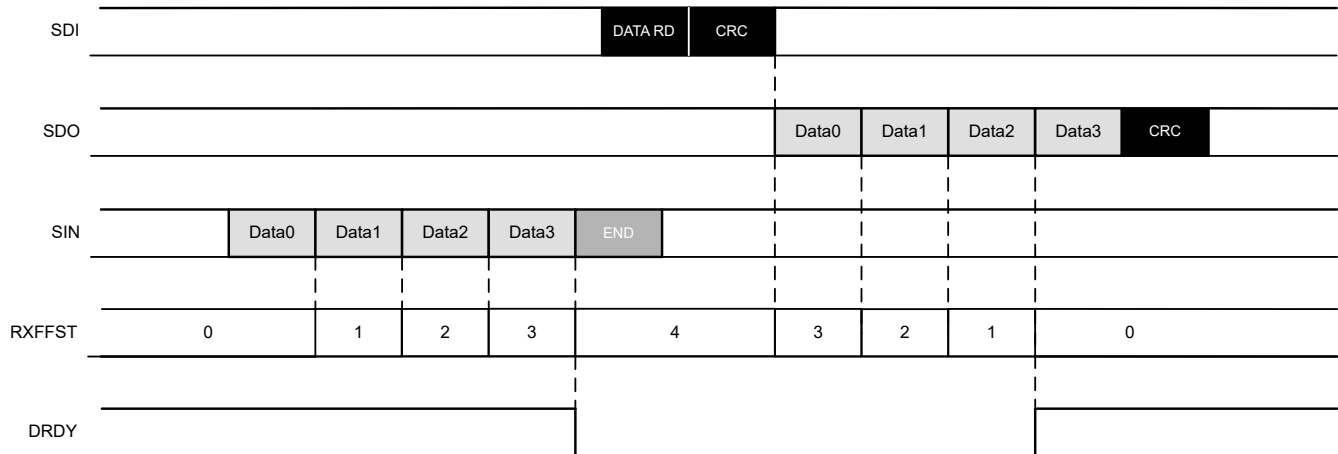 SDI DATA RD CRC
SDO Data0 Data1 Data2 Data3 CRC
SIN Data0 Data1 Data2 Data3 END
RXFFST 0 1 2 3 4 3 2 1 0
DRDY